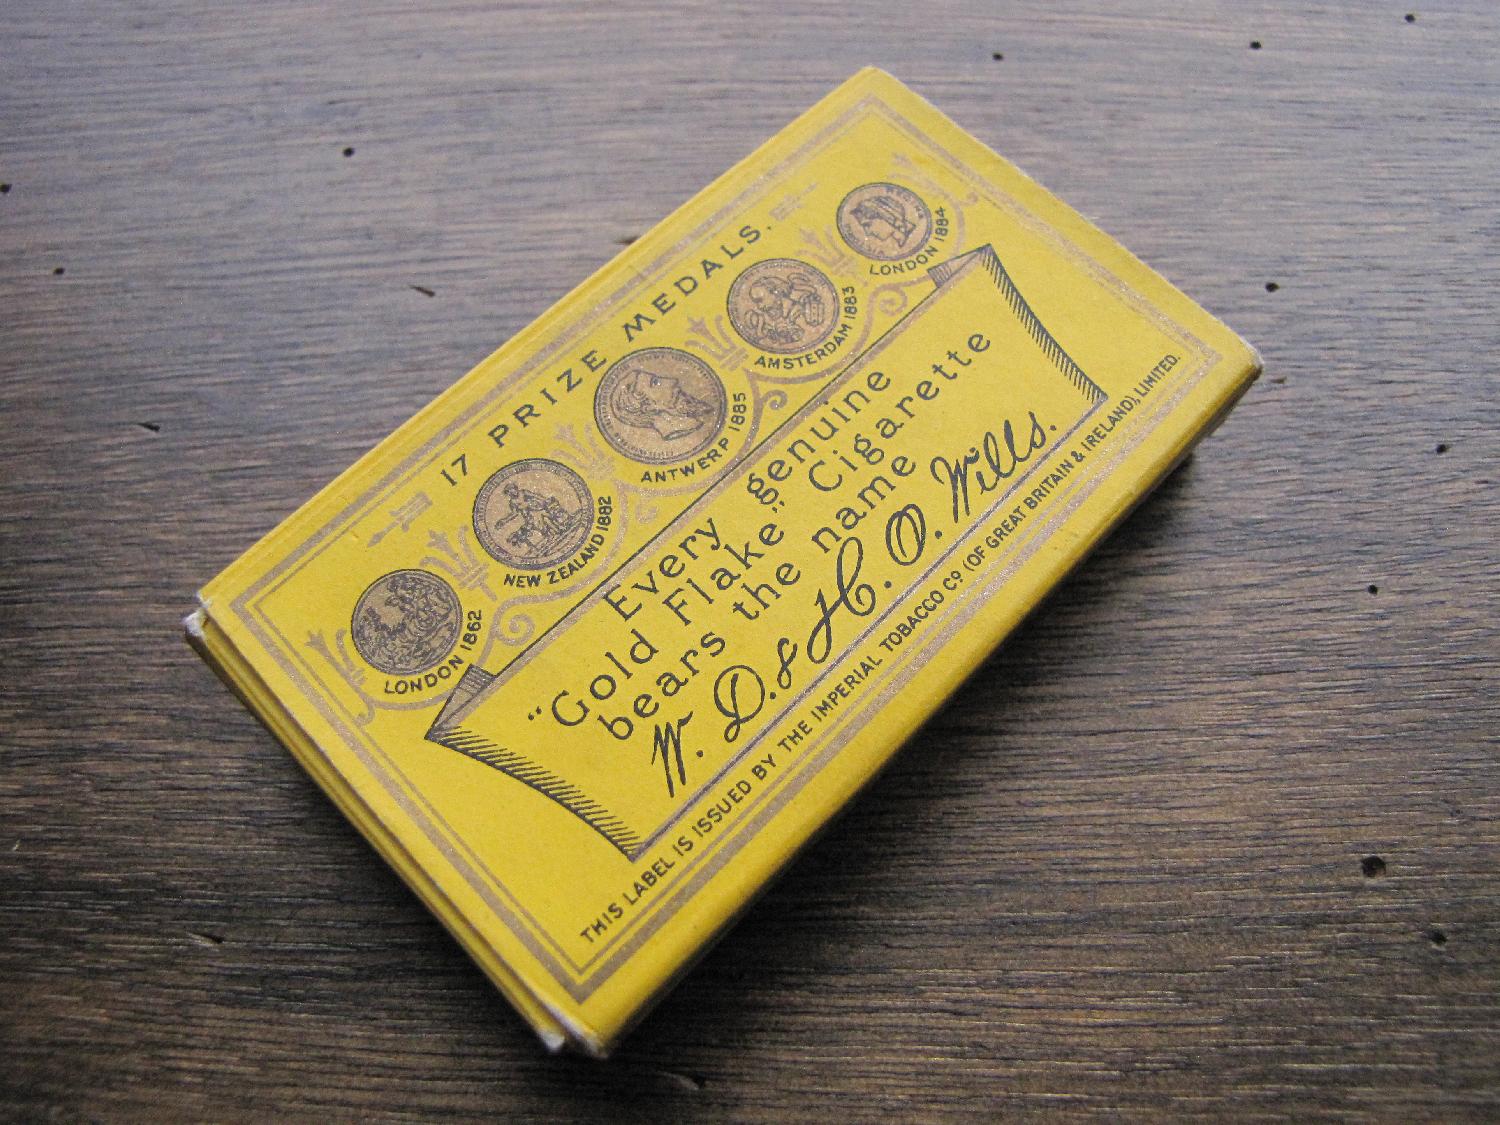 17 PRIZE MEDALS.
LONDON 1862
NEW ZEALAND 1882
ANTWERP 1885
AMSTERDAM 1883
LONDON 1884
Every genuine
"Gold Flake" Cigarette
bears the name
W. D. & H. O. Wills.
THIS LABEL IS ISSUED BY THE IMPERIAL TOBACCO Co. (OF GREAT BRITAIN & IRELAND), LIMITED.